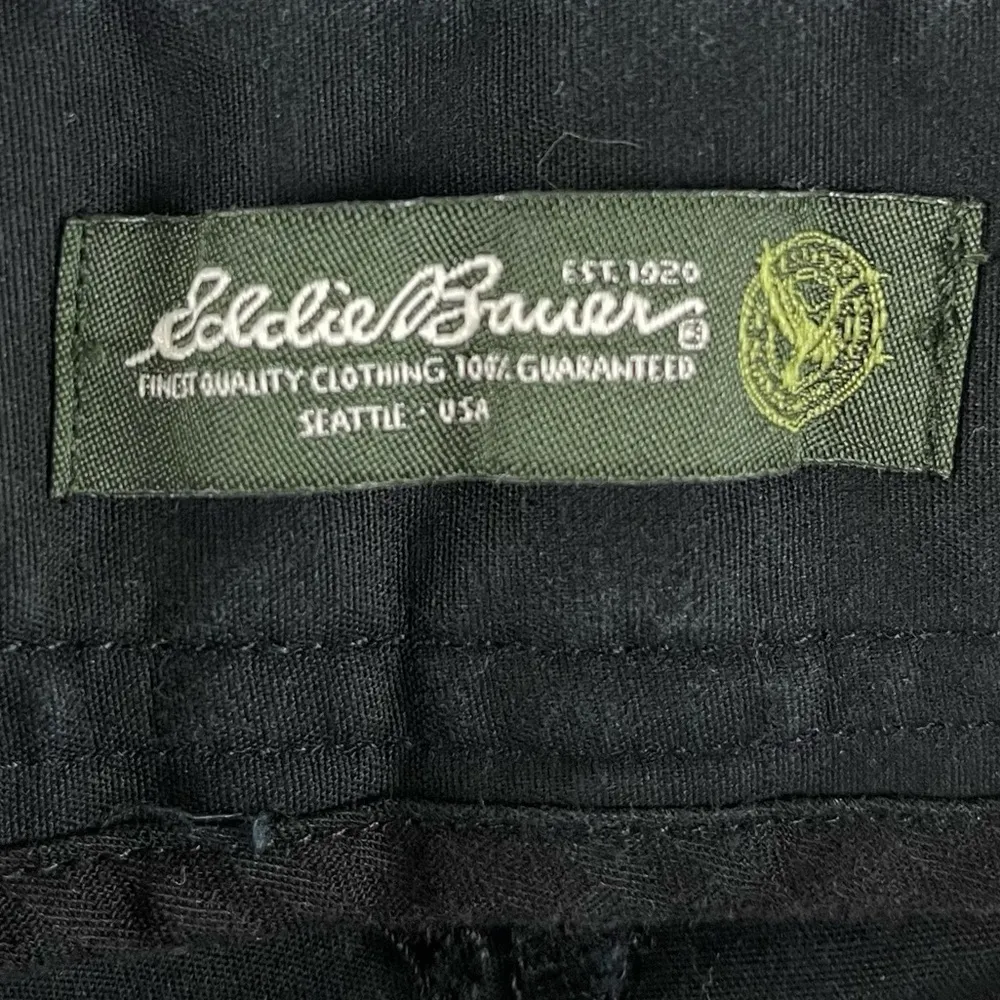 EST. 1920
Eddie Bauer ®
FINEST QUALITY CLOTHING 100% GUARANTEED
SEATTLE · USA